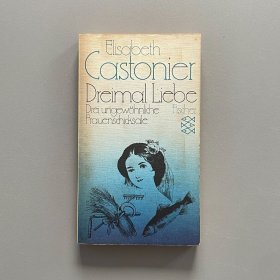 Elisabeth
Castonier
Dreimal Liebe
Drei ungewöhnliche Fischer
Frauenschicksale